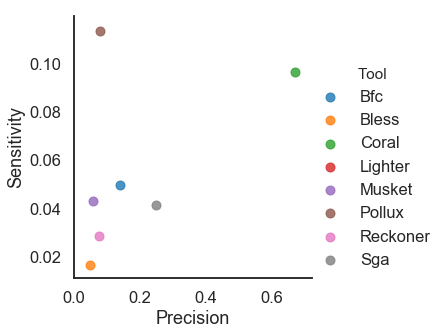 Sensitivity
0.10
0.08
0.06
0.04
0.02
0.0
0.2
0.4
0.6
Precision
Tool
Bfc
Bless
Coral
Lighter
Musket
Pollux
Reckoner
Sga